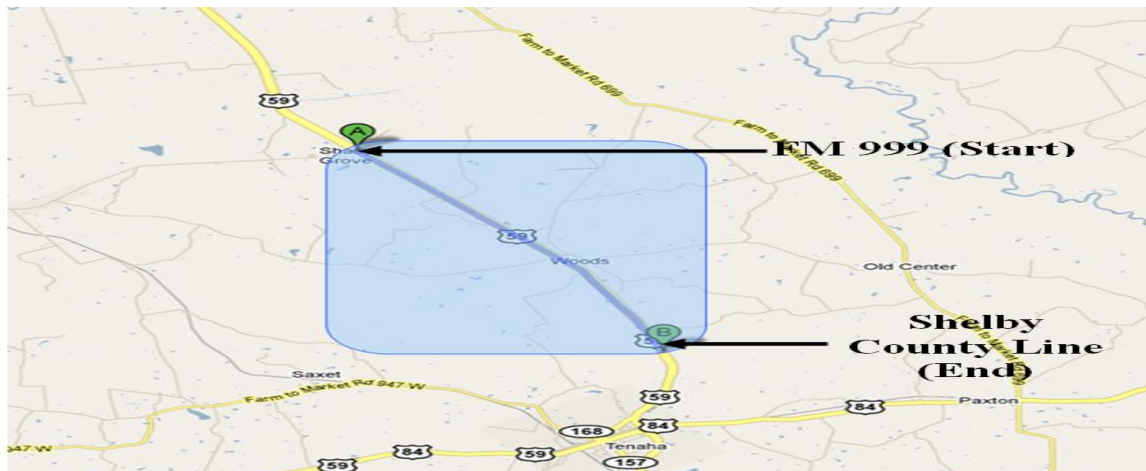 Farm to Market Rd 699
59
A
FM 999 (Start)
Grove
Farm to Market Rd 699
59
Woods
Old Center
B
Shelby
County Line
(End)
Saxet
Farm to Market Rd 947 W
59
84
Paxton
168
84
Tenaha
947 W
84
59
59
157